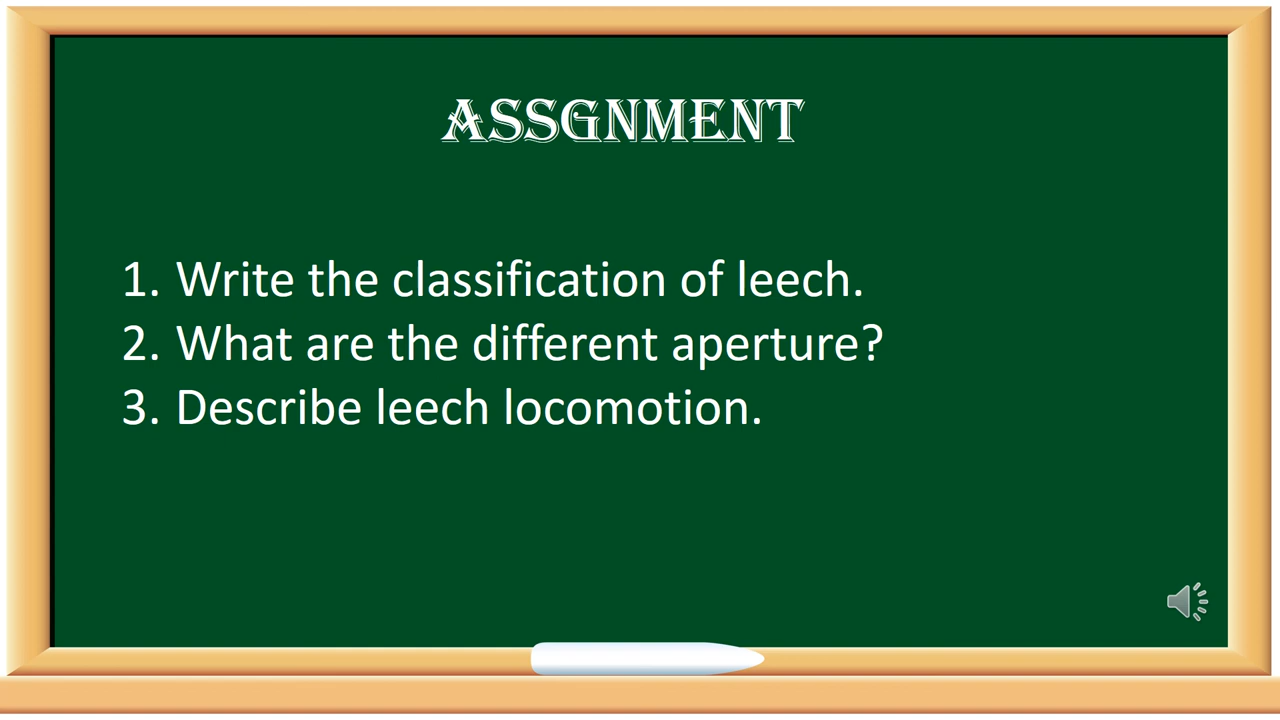 ASSGNMENT
1. Write the classification of leech.
2. What are the different aperture?
3. Describe leech locomotion.